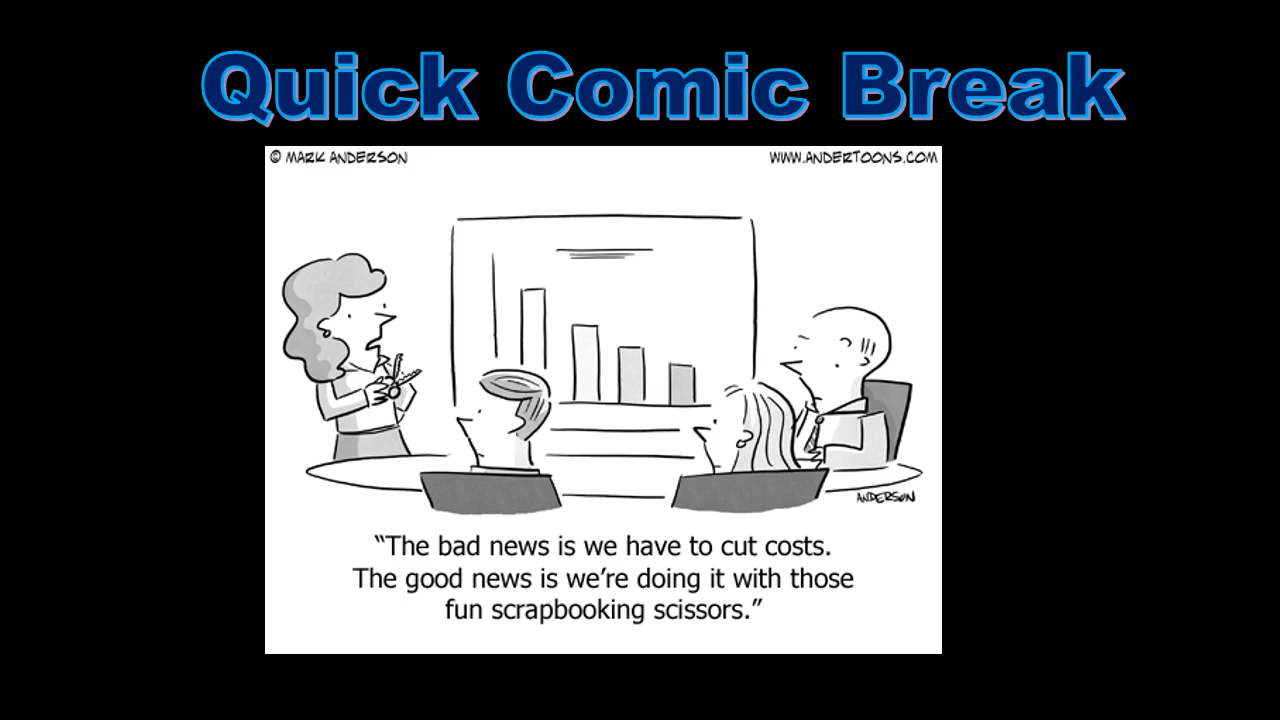 Quick Comic Break
© MARK ANDERSON
WWW.ANDERTOONS.COM
ANDERSON
“The bad news is we have to cut costs.
The good news is we’re doing it with those
fun scrapbooking scissors.”